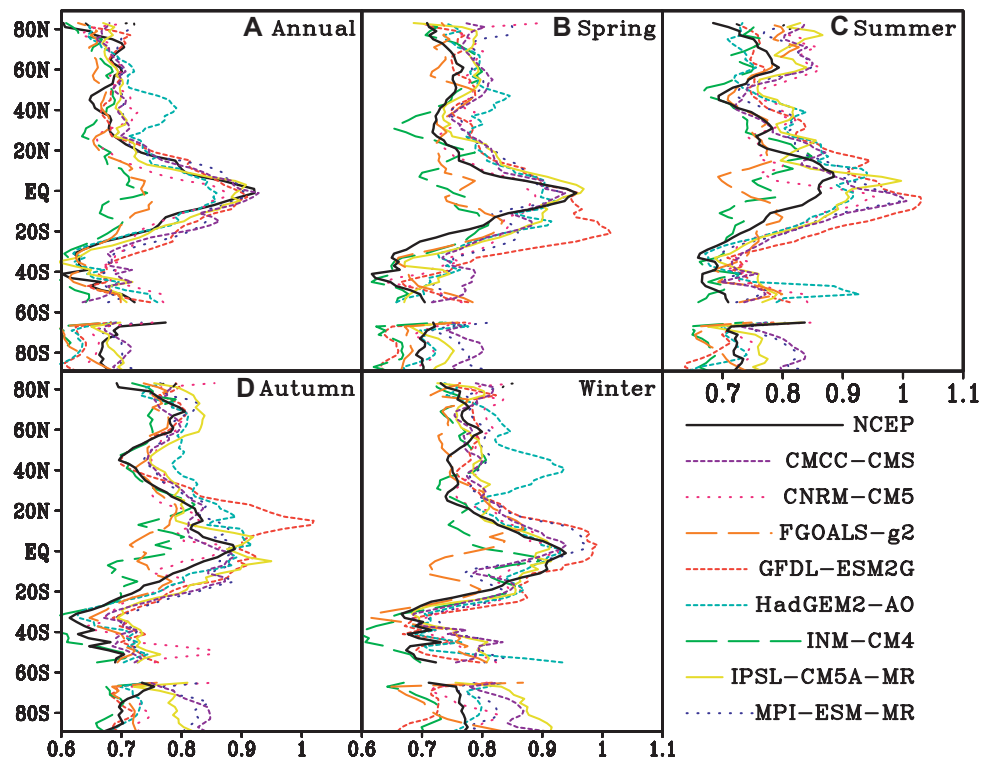 A Annual
B Spring
C Summer
80N
60N
40N
20N
EQ
20S
40S
60S
80S
0.7 0.8 0.9 1 1.1
D Autumn
Winter
80N
60N
40N
20N
EQ
20S
40S
60S
80S
0.6 0.7 0.8 0.9 1
0.6 0.7 0.8 0.9 1 1.1
NCEP
CMCC-CMS
CNRM-CM5
FGOALS-g2
GFDL-ESM2G
HadGEM2-AO
INM-CM4
IPSL-CM5A-MR
MPI-ESM-MR